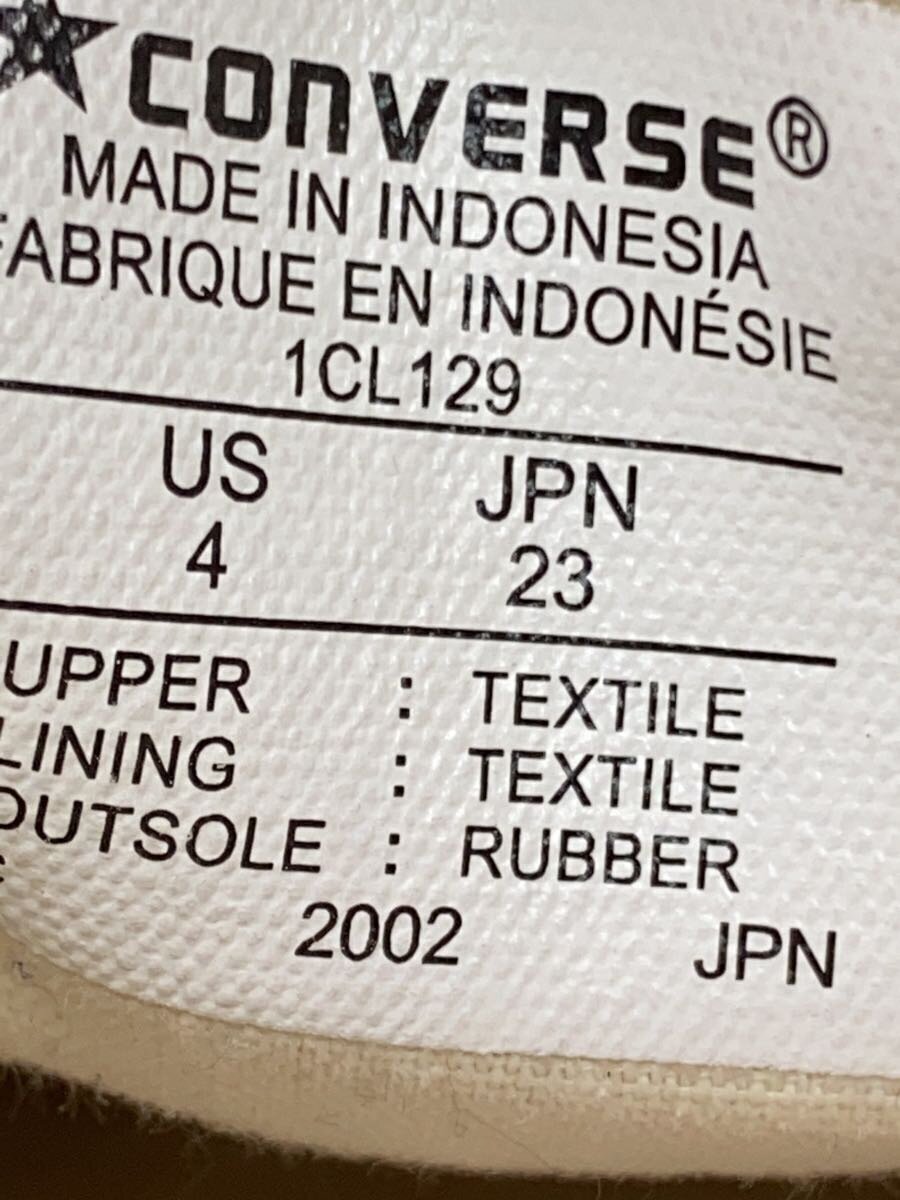 CONVERSE®
MADE IN INDONESIA
FABRIQUE EN INDONÉSIE
1CL129
US JPN
4 23
UPPER : TEXTILE
LINING : TEXTILE
OUTSOLE : RUBBER
2002 JPN